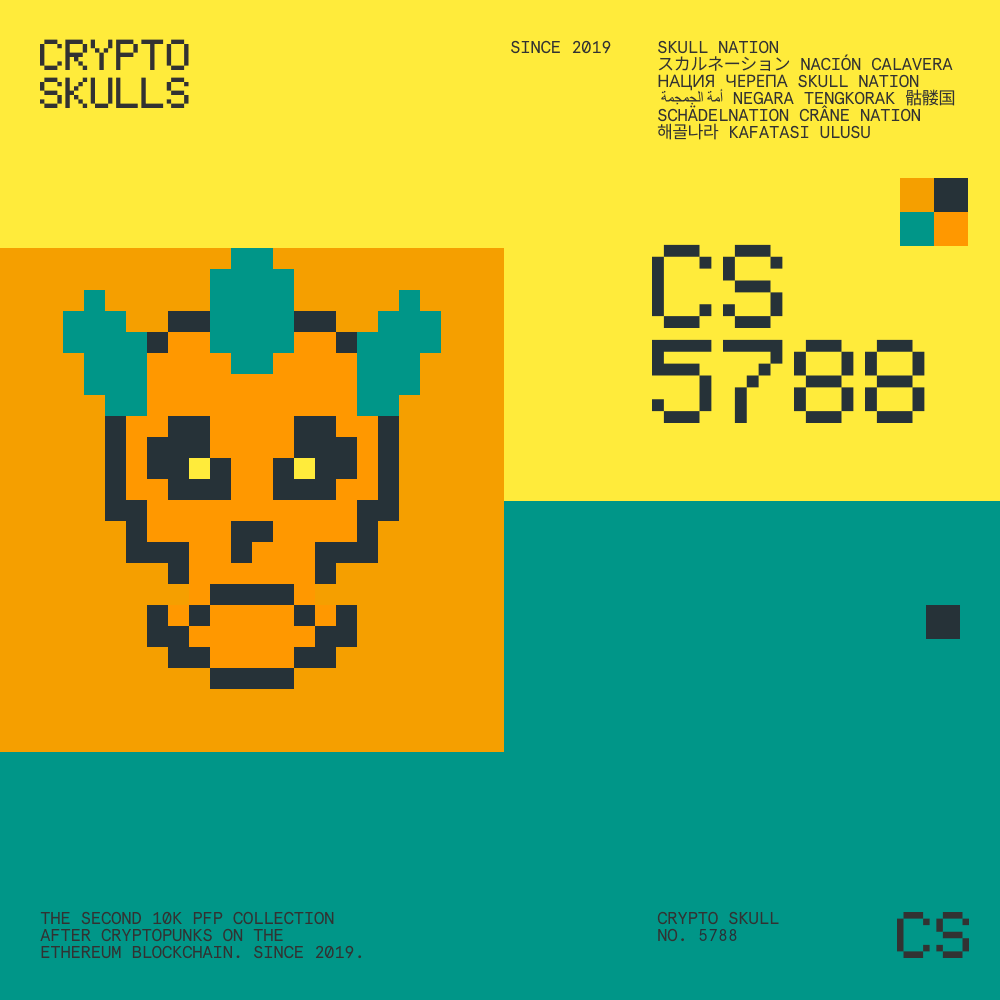 CRYPTO
SKULLS
SINCE 2019
SKULL NATION
スカルネーション NACIÓN CALAVERA
НАЦИЯ ЧЕРЕПА SKULL NATION
أمة الجمجمة NEGARA TENGKORAK 骷髅国
SCHÄDELNATION CRÂNE NATION
해골나라 KAFATASI ULUSU
CS
5788
THE SECOND 10K PFP COLLECTION
AFTER CRYPTOPUNKS ON THE
ETHEREUM BLOCKCHAIN. SINCE 2019.
CRYPTO SKULL
NO. 5788
CS